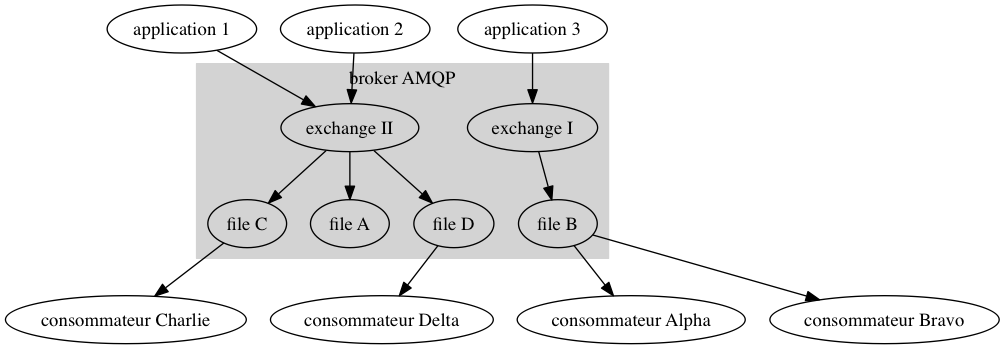 application 1
application 2
application 3
broker AMQP
exchange II
exchange I
file C
file A
file D
file B
consommateur Charlie
consommateur Delta
consommateur Alpha
consommateur Bravo